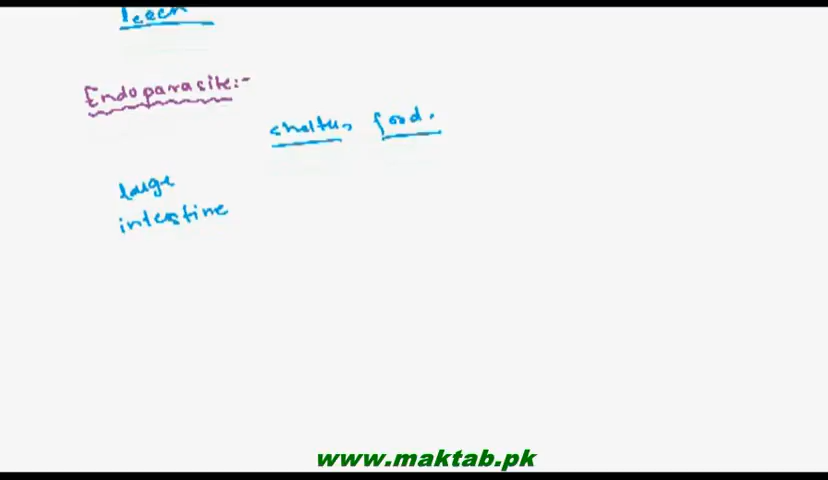 leech
Endoparasite:-
shelter, food.
large
intestine
www.maktab.pk